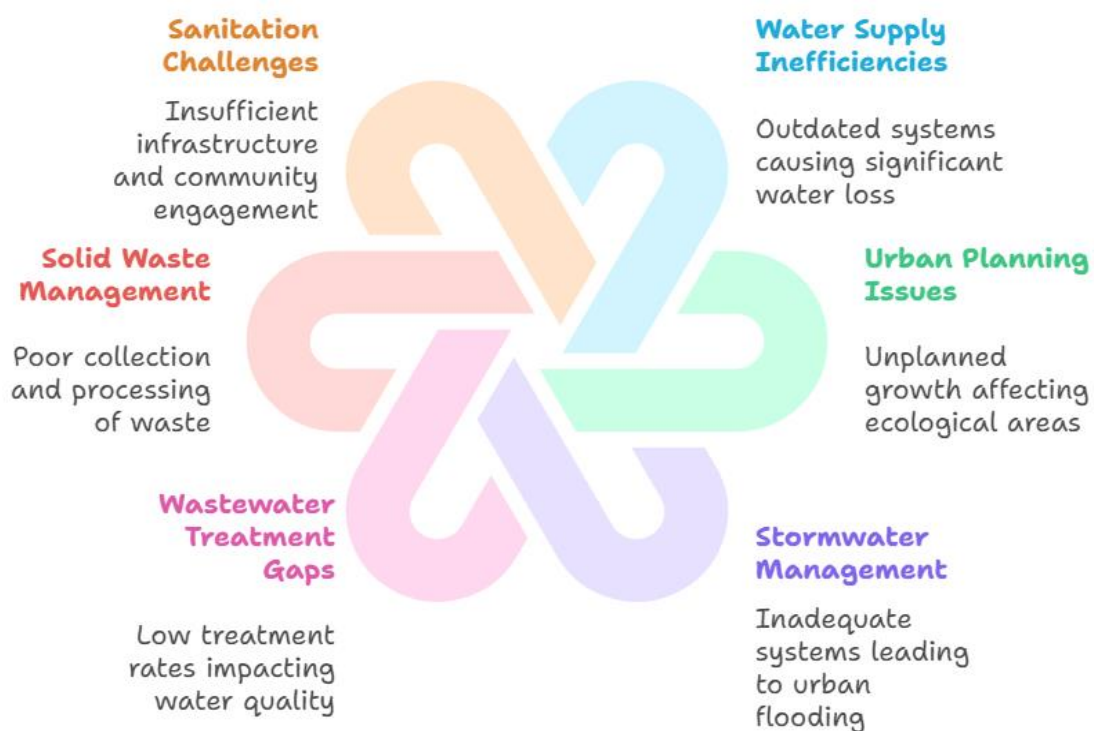 Sanitation
Challenges
Insufficient
infrastructure
and community
engagement
Water Supply
Inefficiencies
Outdated systems
causing significant
water loss
Solid Waste
Management
Poor collection
and processing
of waste
Urban Planning
Issues
Unplanned
growth affecting
ecological areas
Wastewater
Treatment
Gaps
Low treatment
rates impacting
water quality
Stormwater
Management
Inadequate
systems leading
to urban
flooding